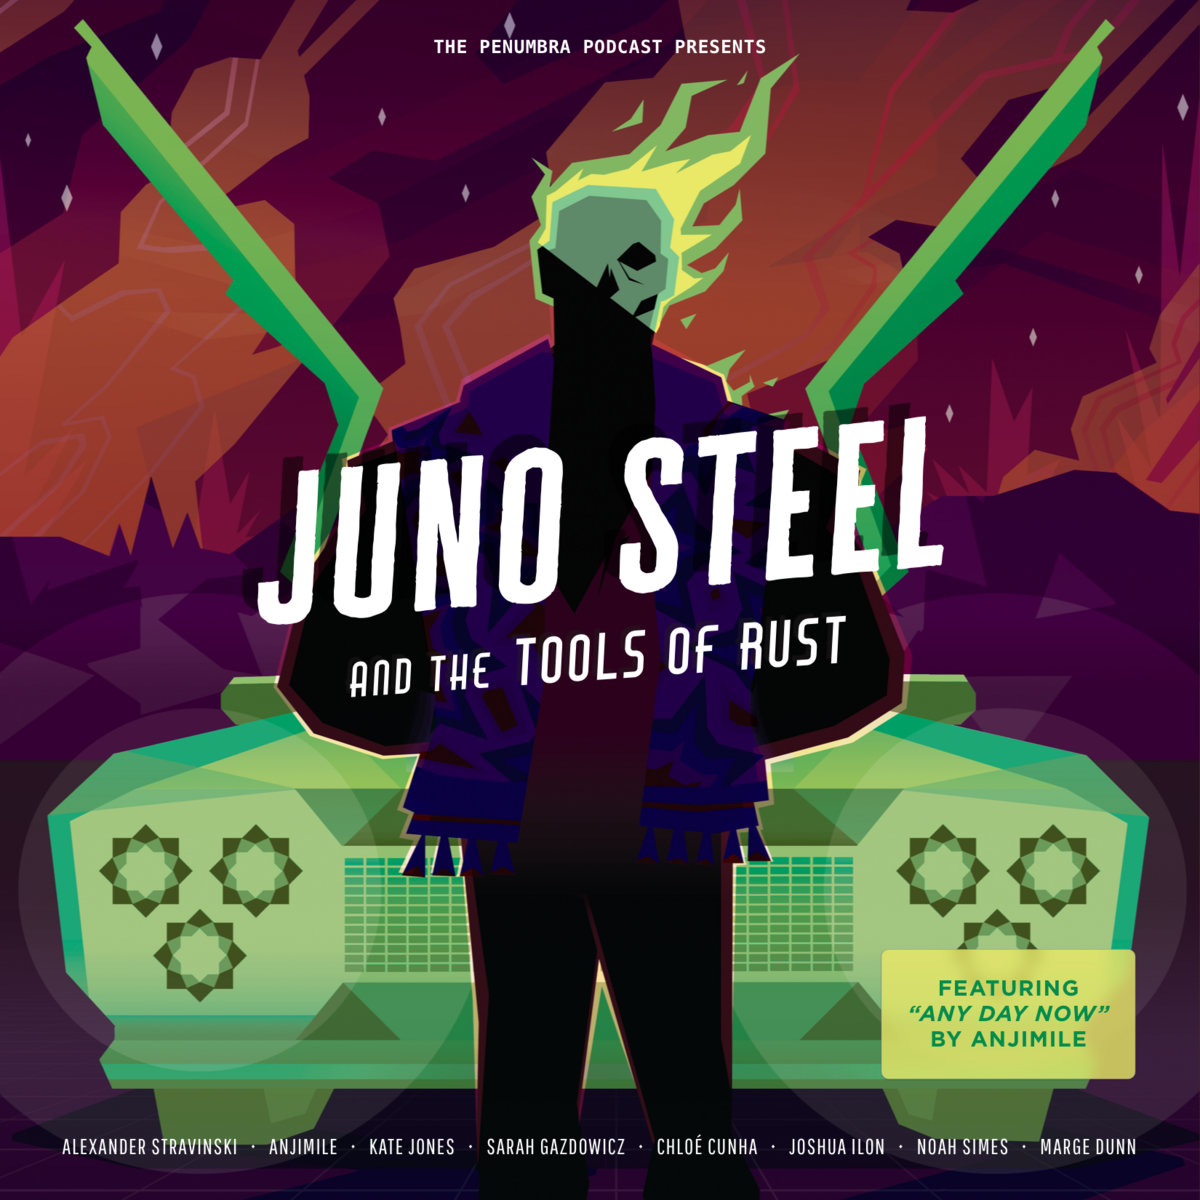 THE PENUMBRA PODCAST PRESENTS
JUNO STEEL
AND THE TOOLS OF RUST
FEATURING
“ANY DAY NOW”
BY ANJIMILE
ALEXANDER STRAVINSKI · ANJIMILE · KATE JONES · SARAH GAZDOWICZ · CHLOÉ CUNHA · JOSHUA ILON · NOAH SIMES · MARGE DUNN